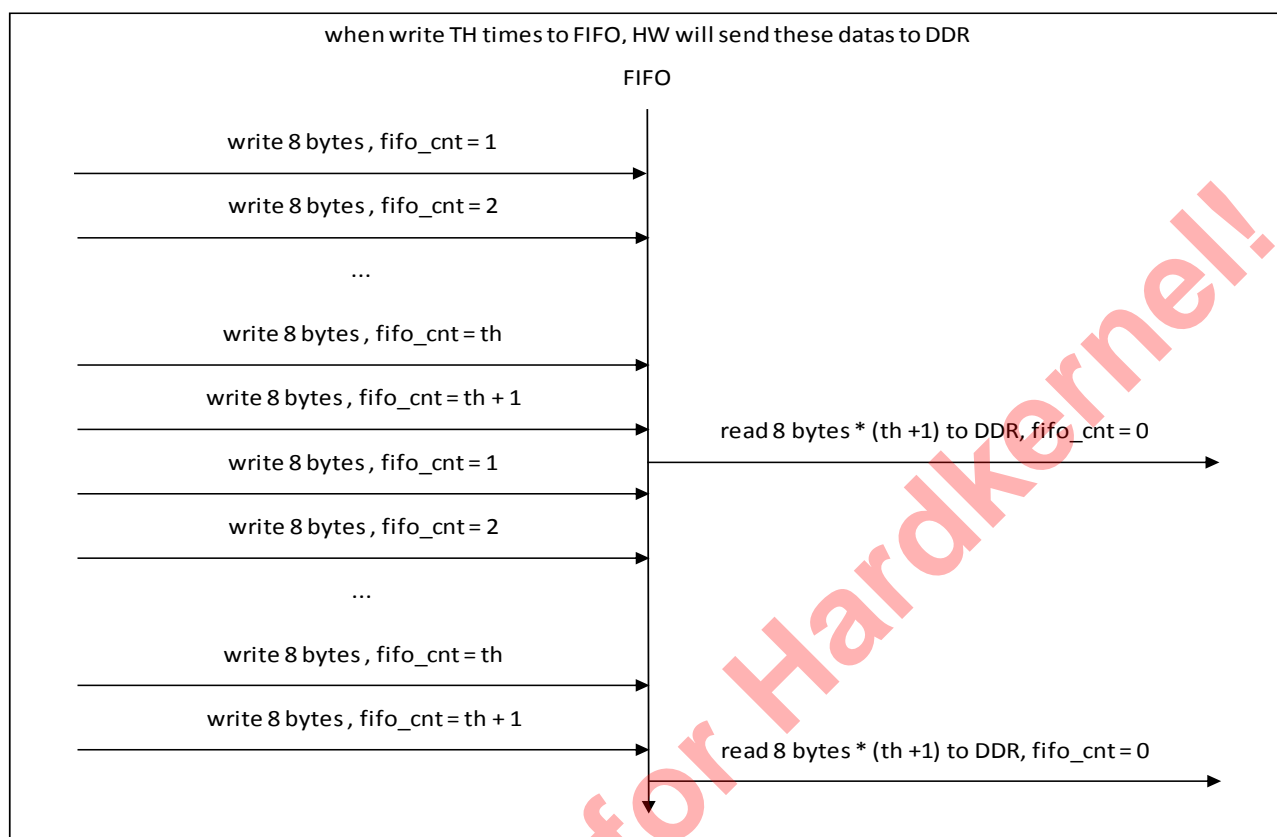 when write TH times to FIFO, HW will send these datas to DDR
FIFO
write 8 bytes , fifo_cnt = 1
write 8 bytes , fifo_cnt = 2
...
write 8 bytes , fifo_cnt = th
write 8 bytes , fifo_cnt = th + 1
read 8 bytes * (th +1) to DDR, fifo_cnt = 0
write 8 bytes , fifo_cnt = 1
write 8 bytes , fifo_cnt = 2
...
write 8 bytes , fifo_cnt = th
write 8 bytes , fifo_cnt = th + 1
read 8 bytes * (th +1) to DDR, fifo_cnt = 0
for Hardkernel!